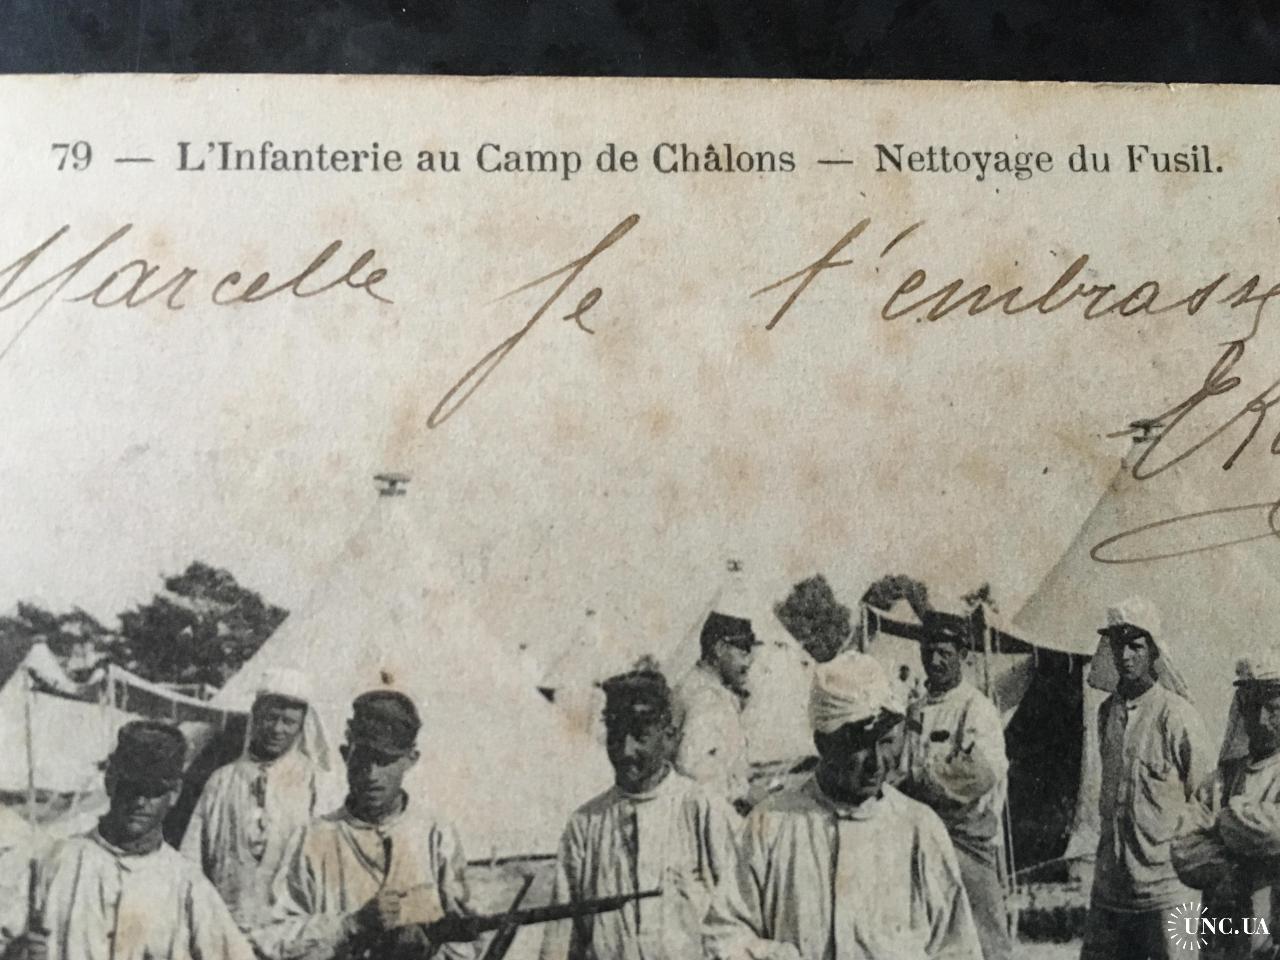 79 — L'Infanterie au Camp de Châlons — Nettoyage du Fusil.
Marcelle je t'embrasse
UNC.UA